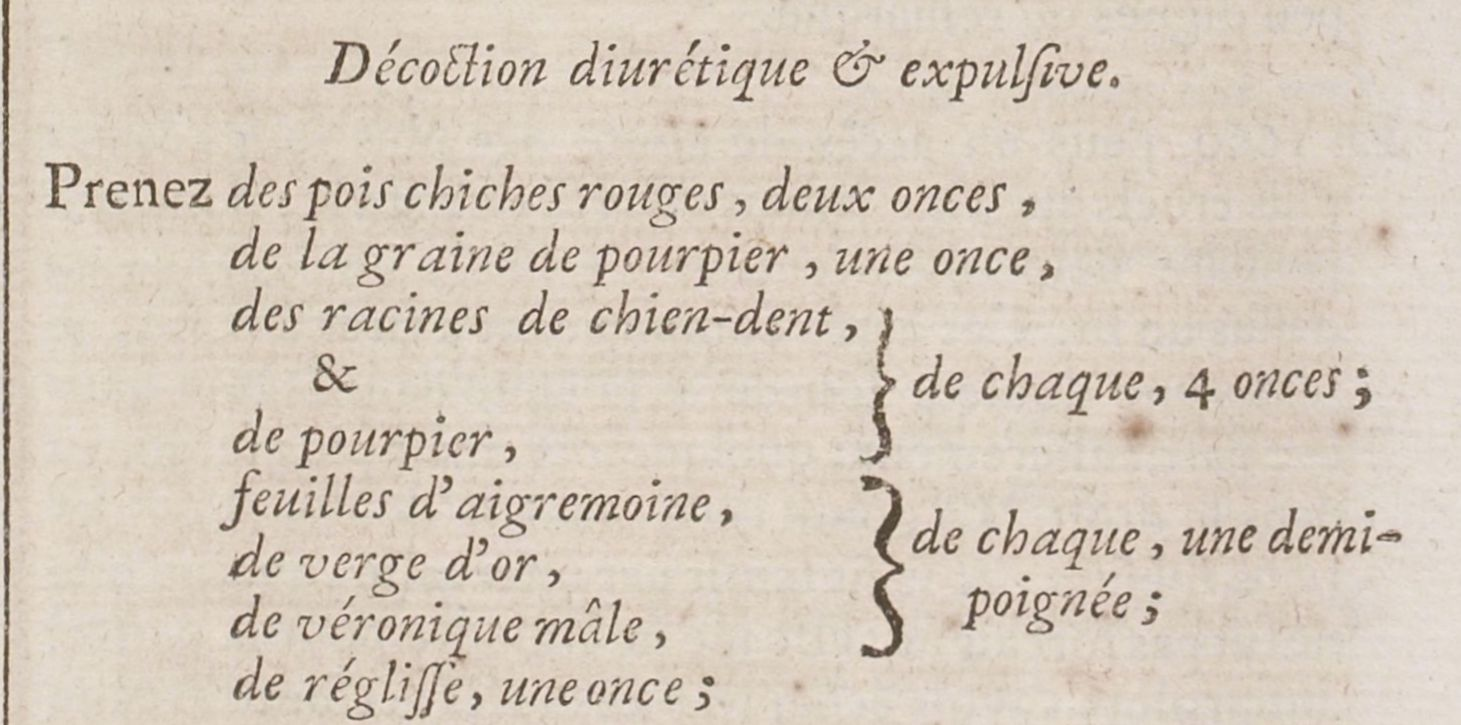 Décoction diurétique & expulſive.
Prenez des pois chiches rouges, deux onces,
de la graine de pourpier, une once,
des racines de chien-dent,
&
de pourpier,
de chaque, 4 onces;
feuilles d'aigremoine,
de verge d'or,
de véronique mâle,
de chaque, une demi-
poignée;
de régliſſe, une once;